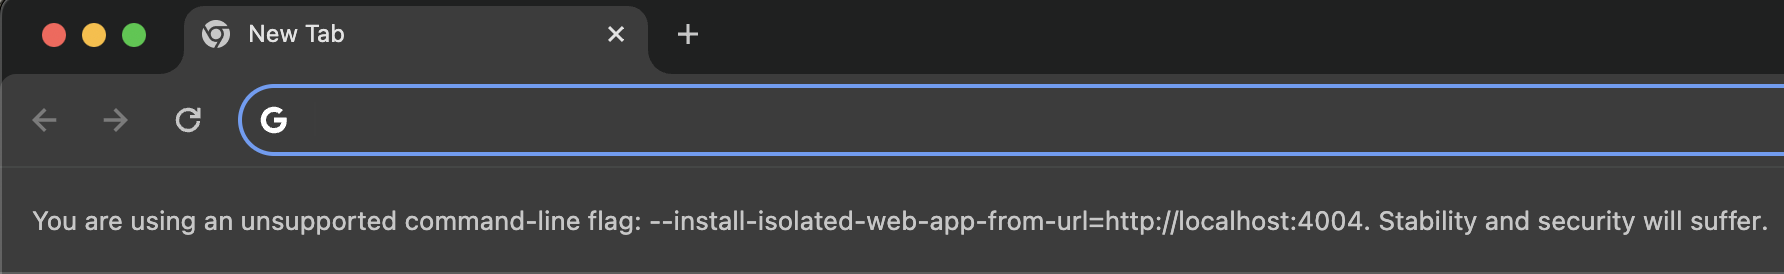 New Tab
You are using an unsupported command-line flag: --install-isolated-web-app-from-url=http://localhost:4004. Stability and security will suffer.